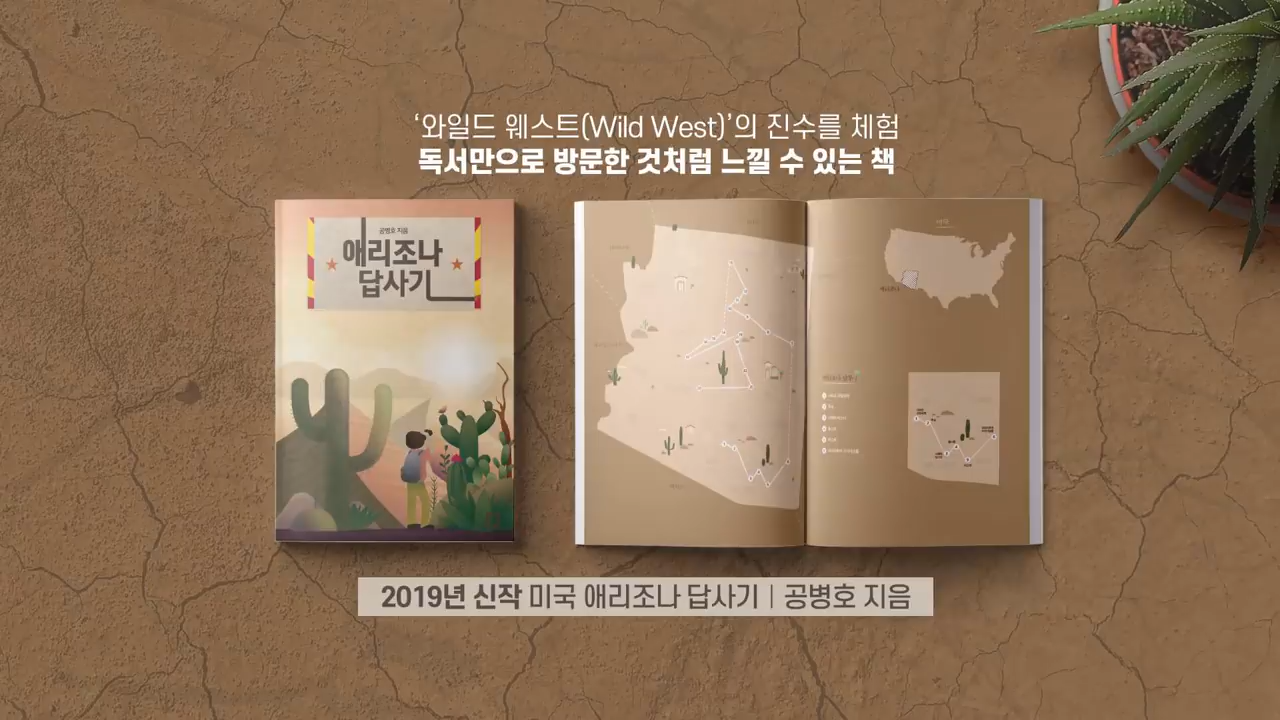 ‘와일드 웨스트(Wild West)’의 진수를 체험
독서만으로 방문한 것처럼 느낄 수 있는 책
공병호 지음
애리조나
답사기
2019년 신작 미국 애리조나 답사기 | 공병호 지음